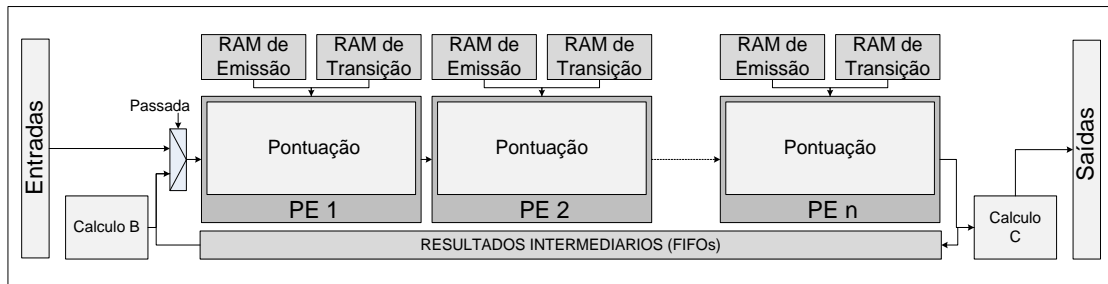 RAM de
Emissão
RAM de
Transição
RAM de
Emissão
RAM de
Transição
RAM de
Emissão
RAM de
Transição
Entradas
Passada
Pontuação
Pontuação
Pontuação
Saídas
Calculo B
PE 1
PE 2
PE n
Calculo
C
RESULTADOS INTERMEDIARIOS (FIFOs)